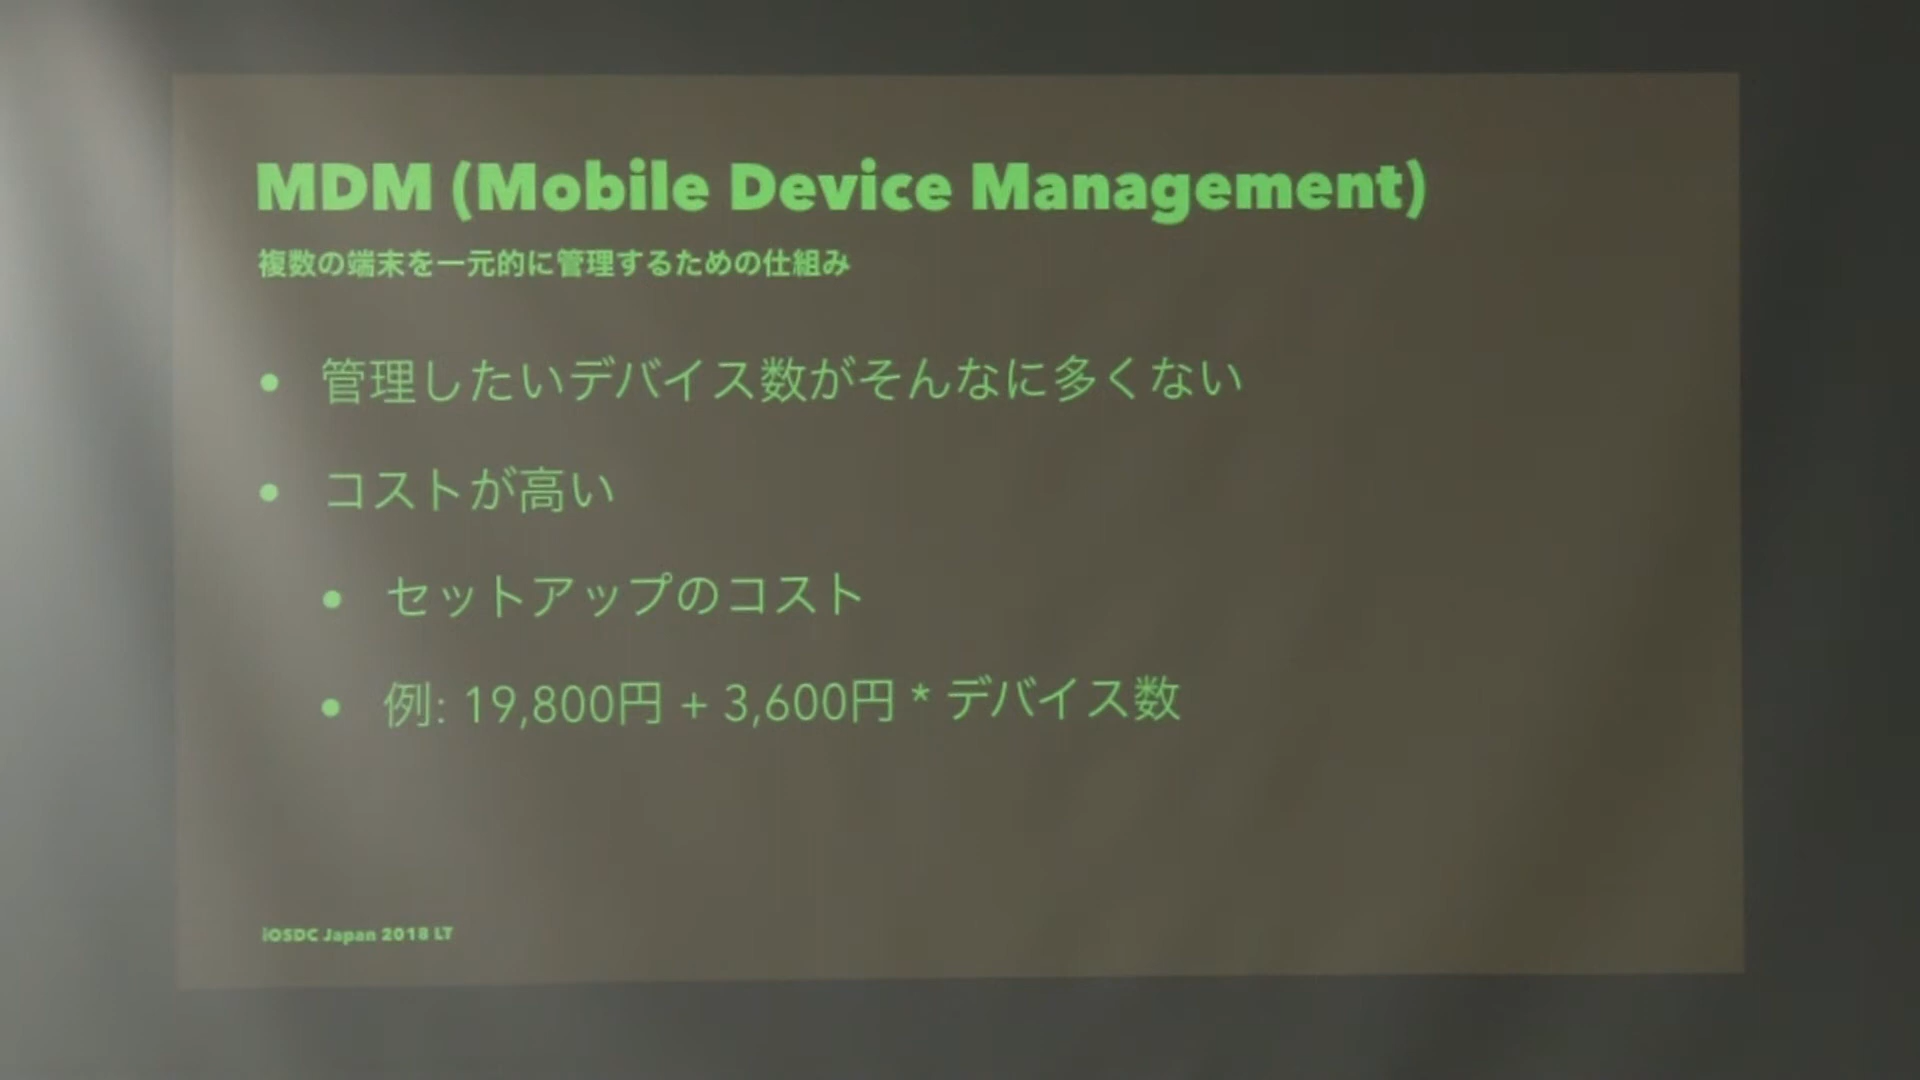 MDM (Mobile Device Management)
複数の端末を一元的に管理するための仕組み
• 管理したいデバイス数がそんなに多くない
• コストが高い
• セットアップのコスト
• 例: 19,800円 + 3,600円 * デバイス数
iOSDC Japan 2018 LT